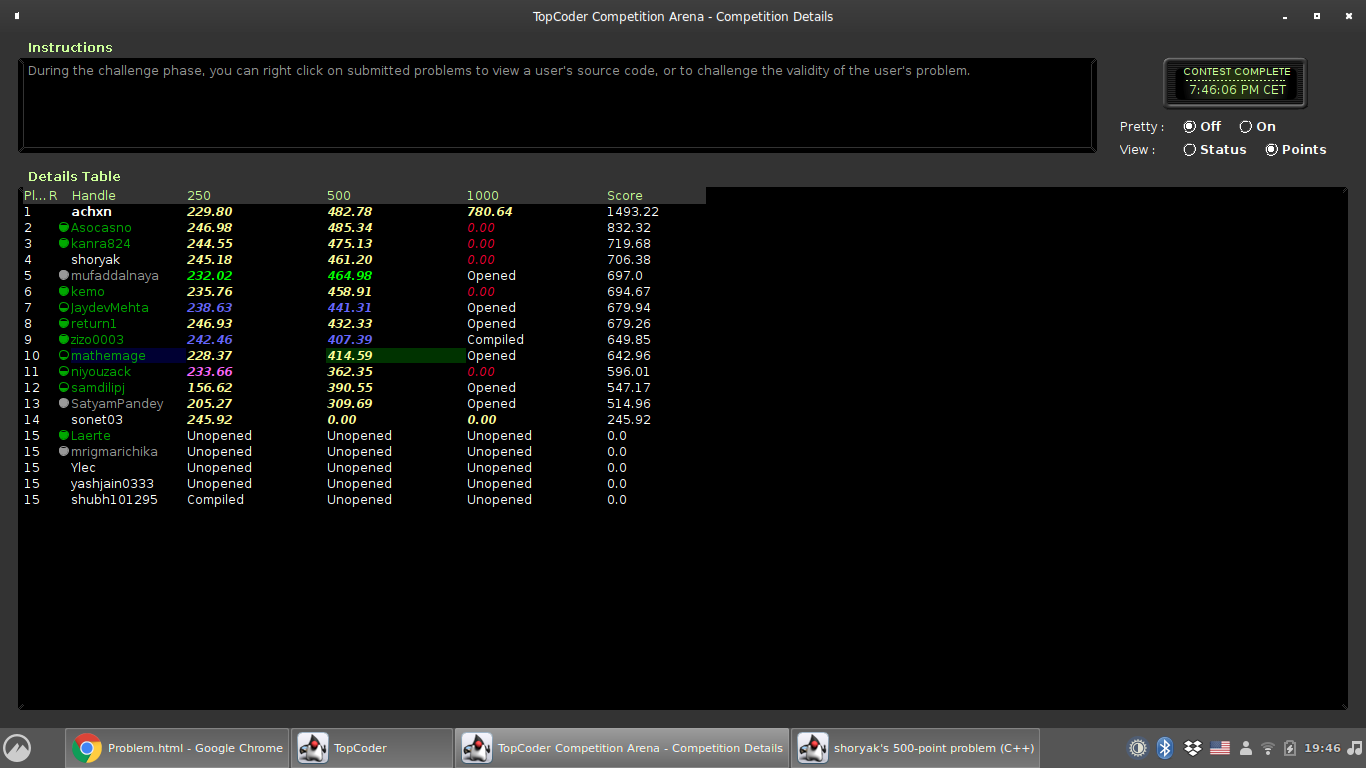 TopCoder Competition Arena - Competition Details
Instructions
During the challenge phase, you can right click on submitted problems to view a user's source code, or to challenge the validity of the user's problem.
CONTEST COMPLETE
7:46:06 PM CET
Pretty : Off On
View : Status Points
Details Table
Pl... R Handle 250 500 1000 Score
1 achxn 229.80 482.78 780.64 1493.22
2 Asocasno 246.98 485.34 0.00 832.32
3 kanra824 244.55 475.13 0.00 719.68
4 shoryak 245.18 461.20 0.00 706.38
5 mufaddalnaya 232.02 464.98 Opened 697.0
6 kemo 235.76 458.91 0.00 694.67
7 JaydevMehta 238.63 441.31 Opened 679.94
8 return1 246.93 432.33 Opened 679.26
9 zizo0003 242.46 407.39 Compiled 649.85
10 mathemage 228.37 414.59 Opened 642.96
11 niyouzack 233.66 362.35 0.00 596.01
12 samdilipj 156.62 390.55 Opened 547.17
13 SatyamPandey 205.27 309.69 Opened 514.96
14 sonet03 245.92 0.00 0.00 245.92
15 Laerte Unopened Unopened Unopened 0.0
15 mrigmarichika Unopened Unopened Unopened 0.0
15 Ylec Unopened Unopened Unopened 0.0
15 yashjain0333 Unopened Unopened Unopened 0.0
15 shubh101295 Compiled Unopened Unopened 0.0
Problem.html - Google Chrome TopCoder TopCoder Competition Arena - Competition Details shoryak's 500-point problem (C++) 19:46